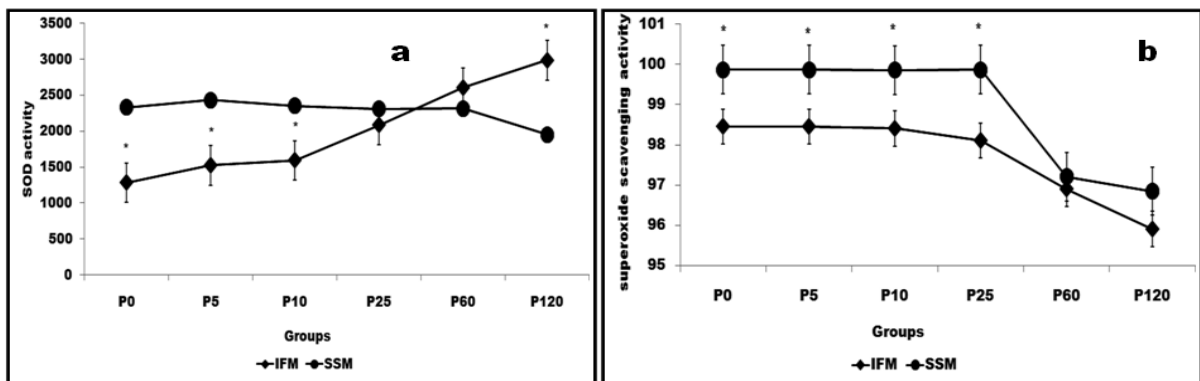 a
SOD activity
3500
3000
2500
2000
1500
1000
500
0
* * * *
P0 P5 P10 P25 P60 P120
Groups
IFM SSM
b
superoxide scavenging activity
101
100
99
98
97
96
95
* * * *
P0 P5 P10 P25 P60 P120
Groups
IFM SSM